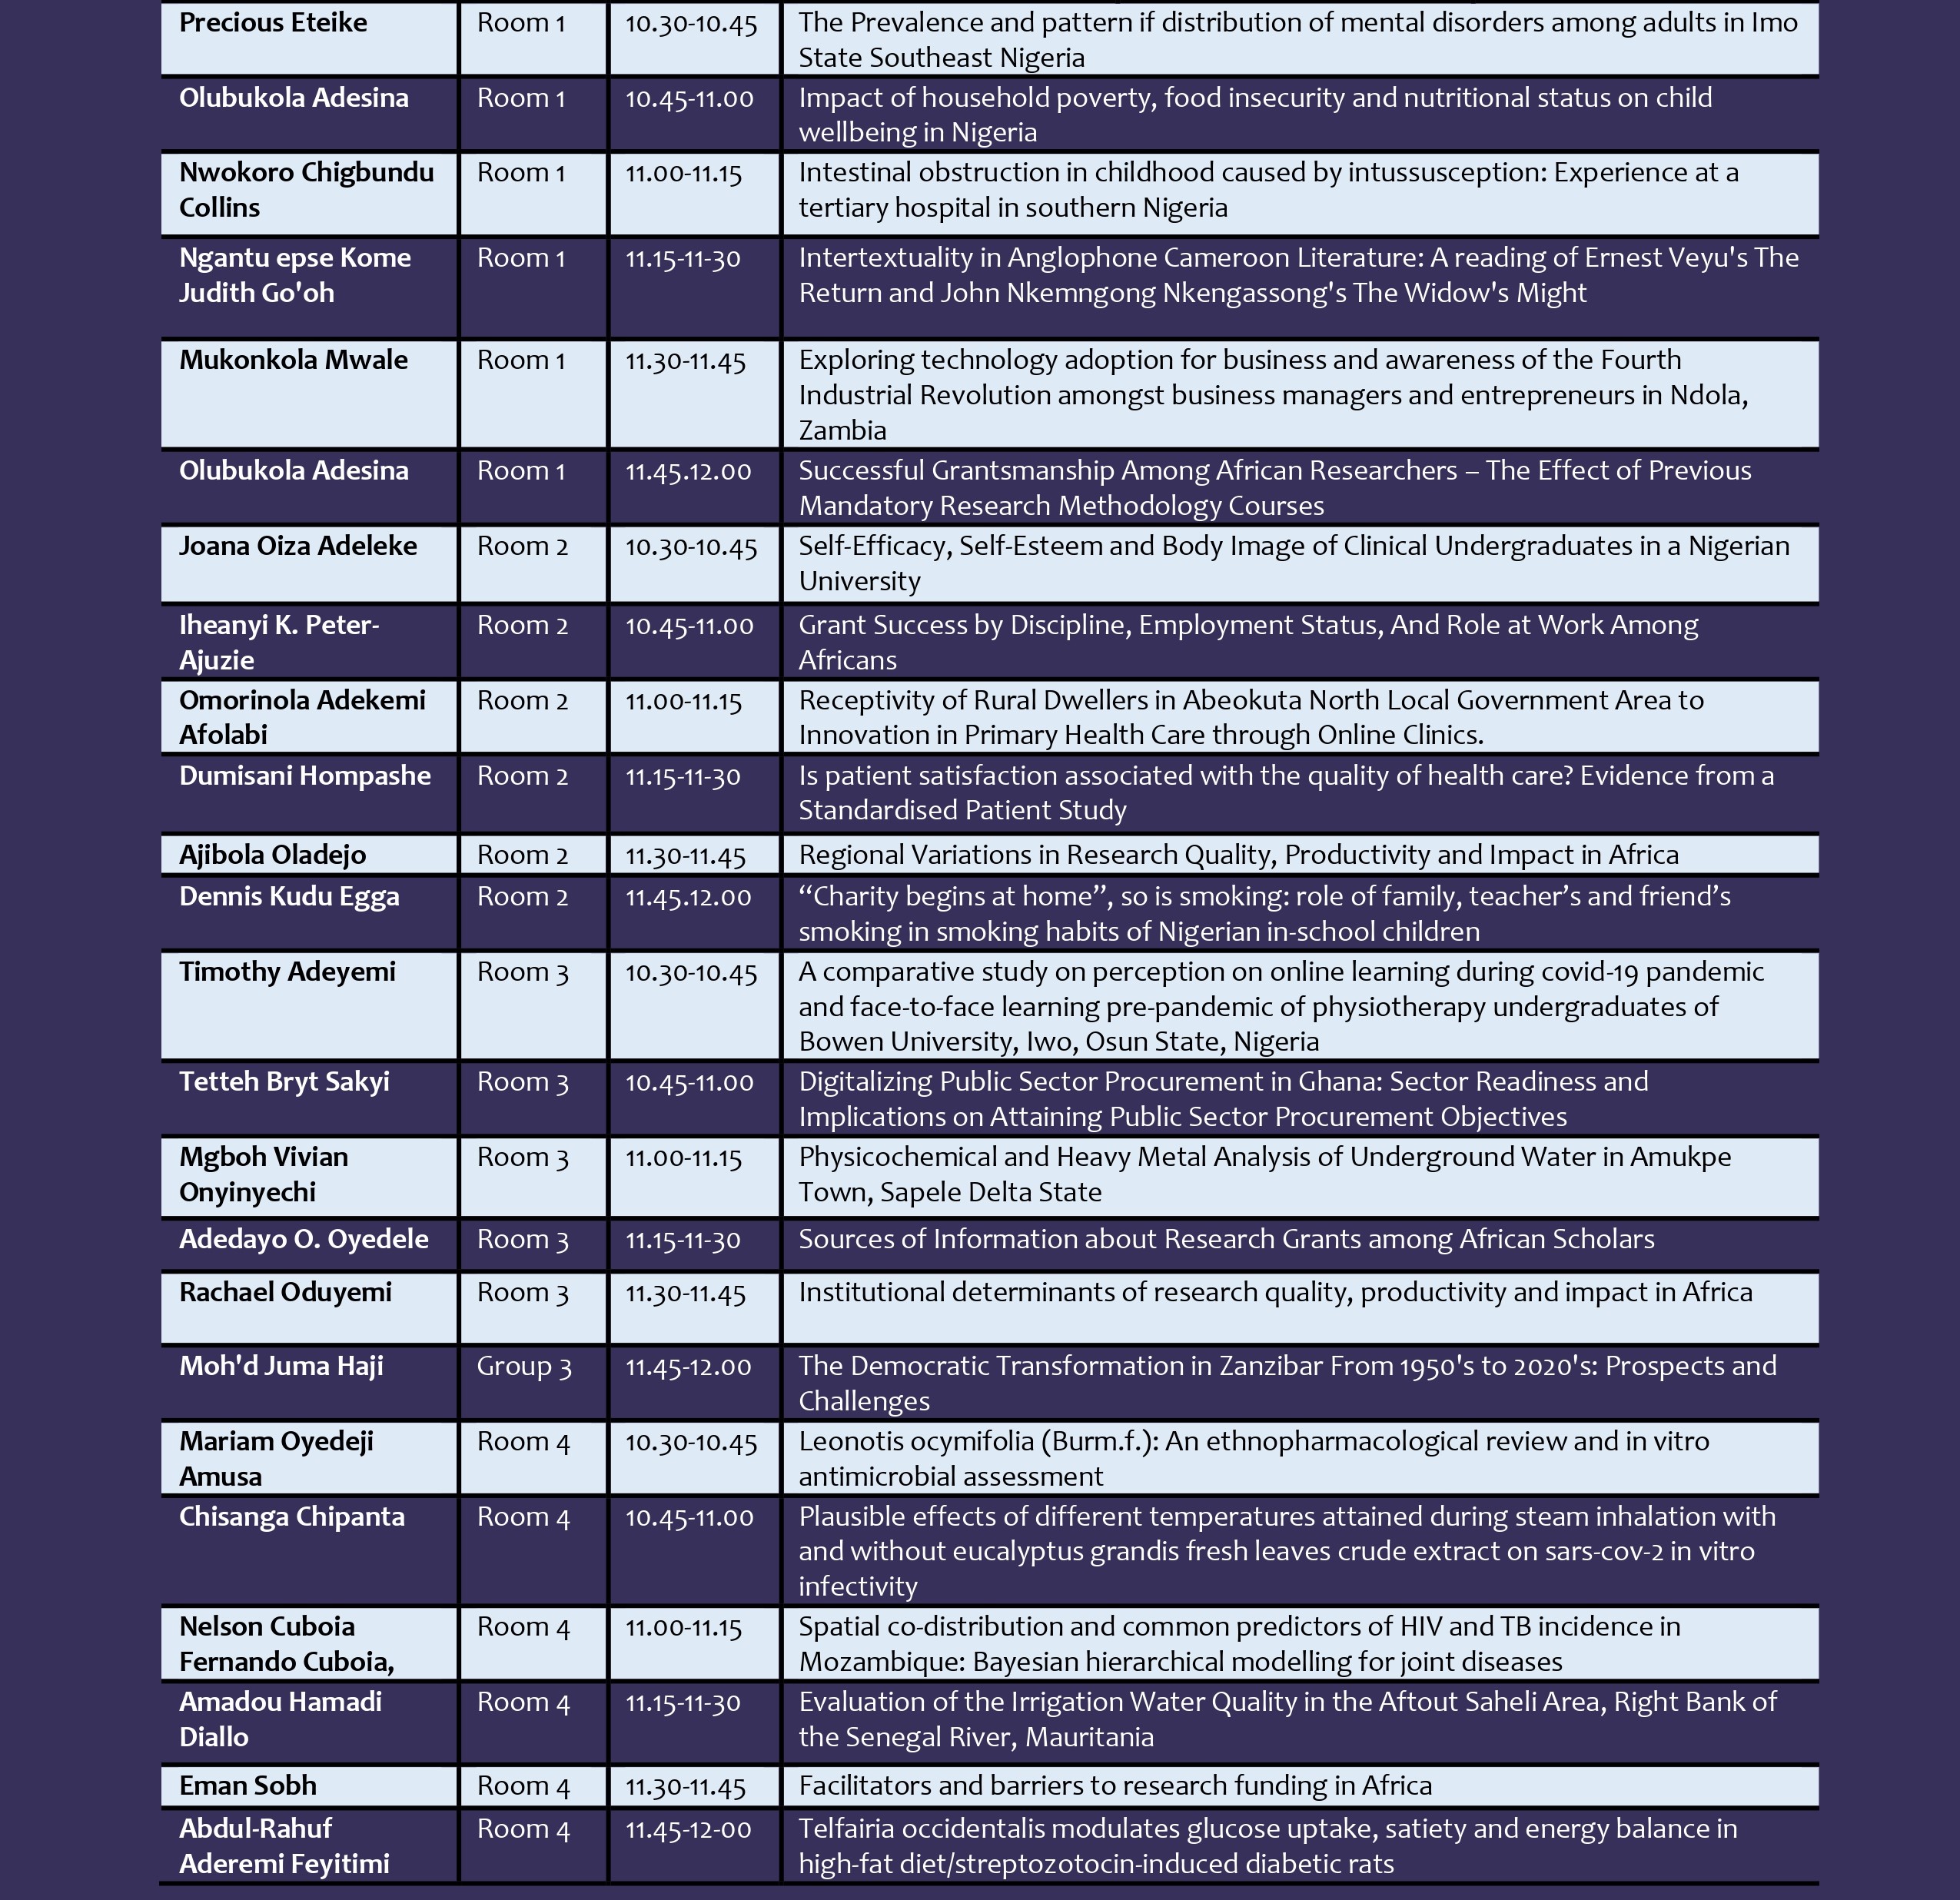 Precious Eteike Room 1 10.30-10.45 The Prevalence and pattern if distribution of mental disorders among adults in Imo
State Southeast Nigeria
Olubukola Adesina Room 1 10.45-11.00 Impact of household poverty, food insecurity and nutritional status on child
wellbeing in Nigeria
Nwokoro Chigbundu Room 1 11.00-11.15 Intestinal obstruction in childhood caused by intussusception: Experience at a
Collins tertiary hospital in southern Nigeria
Ngantu epse Kome Room 1 11.15-11-30 Intertextuality in Anglophone Cameroon Literature: A reading of Ernest Veyu's The
Judith Go'oh Return and John Nkemngong Nkengassong's The Widow's Might
Mukonkola Mwale Room 1 11.30-11.45 Exploring technology adoption for business and awareness of the Fourth
Industrial Revolution amongst business managers and entrepreneurs in Ndola,
Zambia
Olubukola Adesina Room 1 11.45.12.00 Successful Grantsmanship Among African Researchers – The Effect of Previous
Mandatory Research Methodology Courses
Joana Oiza Adeleke Room 2 10.30-10.45 Self-Efficacy, Self-Esteem and Body Image of Clinical Undergraduates in a Nigerian
University
Iheanyi K. Peter- Room 2 10.45-11.00 Grant Success by Discipline, Employment Status, And Role at Work Among
Ajuzie Africans
Omorinola Adekemi Room 2 11.00-11.15 Receptivity of Rural Dwellers in Abeokuta North Local Government Area to
Afolabi Innovation in Primary Health Care through Online Clinics.
Dumisani Hompashe Room 2 11.15-11-30 Is patient satisfaction associated with the quality of health care? Evidence from a
Standardised Patient Study
Ajibola Oladejo Room 2 11.30-11.45 Regional Variations in Research Quality, Productivity and Impact in Africa
Dennis Kudu Egga Room 2 11.45.12.00 “Charity begins at home”, so is smoking: role of family, teacher’s and friend’s
smoking in smoking habits of Nigerian in-school children
Timothy Adeyemi Room 3 10.30-10.45 A comparative study on perception on online learning during covid-19 pandemic
and face-to-face learning pre-pandemic of physiotherapy undergraduates of
Bowen University, Iwo, Osun State, Nigeria
Tetteh Bryt Sakyi Room 3 10.45-11.00 Digitalizing Public Sector Procurement in Ghana: Sector Readiness and
Implications on Attaining Public Sector Procurement Objectives
Mgboh Vivian Room 3 11.00-11.15 Physicochemical and Heavy Metal Analysis of Underground Water in Amukpe
Onyinyechi Town, Sapele Delta State
Adedayo O. Oyedele Room 3 11.15-11-30 Sources of Information about Research Grants among African Scholars
Rachael Oduyemi Room 3 11.30-11.45 Institutional determinants of research quality, productivity and impact in Africa
Moh'd Juma Haji Group 3 11.45-12.00 The Democratic Transformation in Zanzibar From 1950's to 2020's: Prospects and
Challenges
Mariam Oyedeji Room 4 10.30-10.45 Leonotis ocymifolia (Burm.f.): An ethnopharmacological review and in vitro
Amusa antimicrobial assessment
Chisanga Chipanta Room 4 10.45-11.00 Plausible effects of different temperatures attained during steam inhalation with
and without eucalyptus grandis fresh leaves crude extract on sars-cov-2 in vitro
infectivity
Nelson Cuboia Room 4 11.00-11.15 Spatial co-distribution and common predictors of HIV and TB incidence in
Fernando Cuboia, Mozambique: Bayesian hierarchical modelling for joint diseases
Amadou Hamadi Room 4 11.15-11-30 Evaluation of the Irrigation Water Quality in the Aftout Saheli Area, Right Bank of
Diallo the Senegal River, Mauritania
Eman Sobh Room 4 11.30-11.45 Facilitators and barriers to research funding in Africa
Abdul-Rahuf Room 4 11.45-12-00 Telfairia occidentalis modulates glucose uptake, satiety and energy balance in
Aderemi Feyitimi high-fat diet/streptozotocin-induced diabetic rats